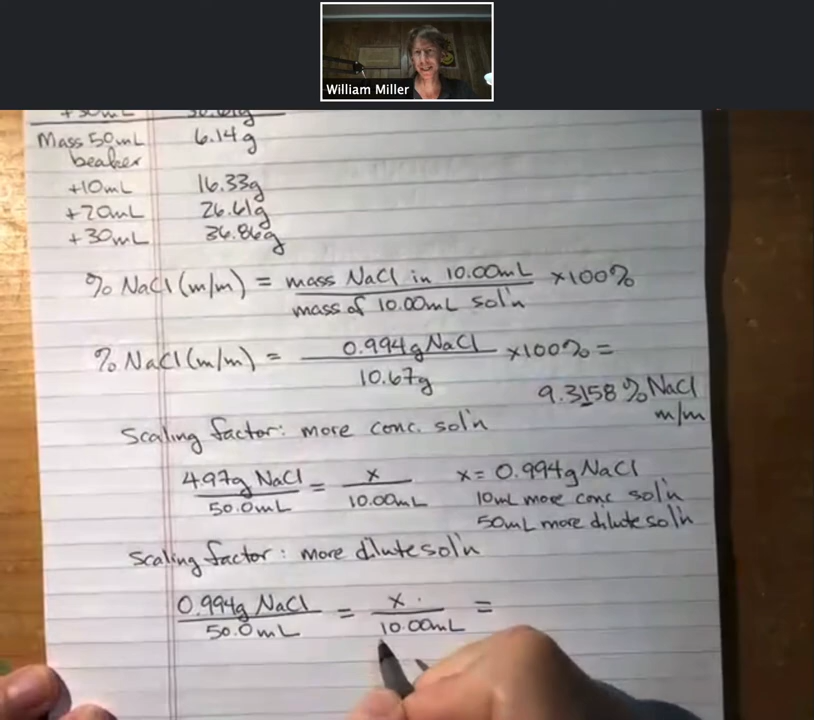 William Miller
+30mL
Mass 50mL 6.14g
beaker
+10mL 16.33g
+20mL 26.61g
+30mL 36.86g
% NaCl (m/m) = mass NaCl in 10.00mL ×100%
mass of 10.00mL sol'n
% NaCl (m/m) = 0.994g NaCl ×100% =
10.67g
9.3158 % NaCl
m/m
Scaling factor: more conc. sol'n
4.97g NaCl = x x = 0.994g NaCl
50.0mL 10.00mL 10mL more conc sol'n
50mL more dilute sol'n
Scaling factor: more dilute sol'n
0.994g NaCl = x =
50.0mL 10.00mL